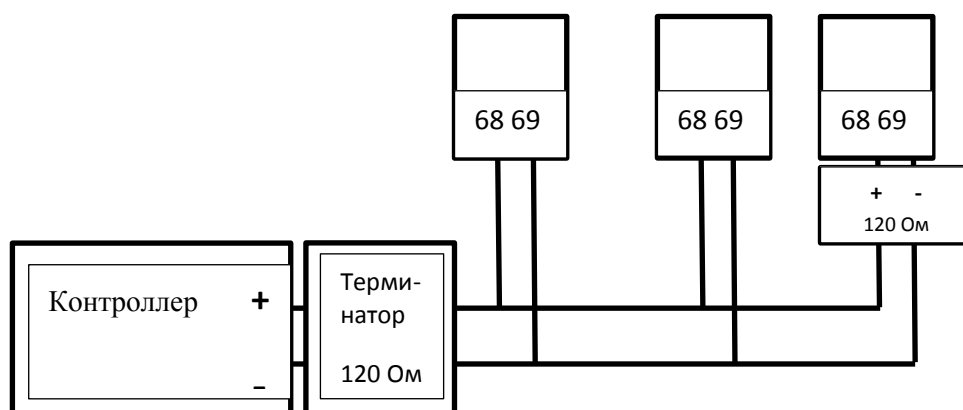 68 69
68 69
68 69
+ -
120 Ом
Контроллер +
–
Терми-
натор
120 Ом